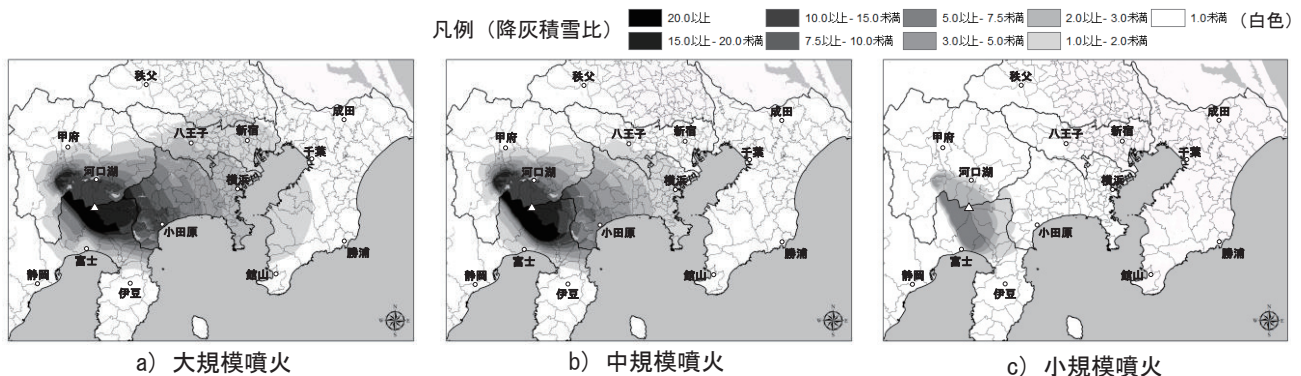 凡例（降灰積雪比）
20.0以上
10.0以上- 15.0未満
5.0以上- 7.5未満
2.0以上- 3.0未満
1.0未満 （白色）
15.0以上- 20.0未満
7.5以上- 10.0未満
3.0以上- 5.0未満
1.0以上- 2.0未満
秩父
成田
甲府
八王子
新宿
千葉
河口湖
横浜
小田原
富士
勝浦
静岡
伊豆
館山
N
W
E
S
a) 大規模噴火
秩父
成田
甲府
八王子
新宿
千葉
河口湖
横浜
小田原
富士
勝浦
静岡
伊豆
館山
N
W
E
S
b) 中規模噴火
秩父
成田
甲府
八王子
新宿
千葉
河口湖
横浜
小田原
富士
勝浦
静岡
伊豆
館山
N
W
E
S
c) 小規模噴火